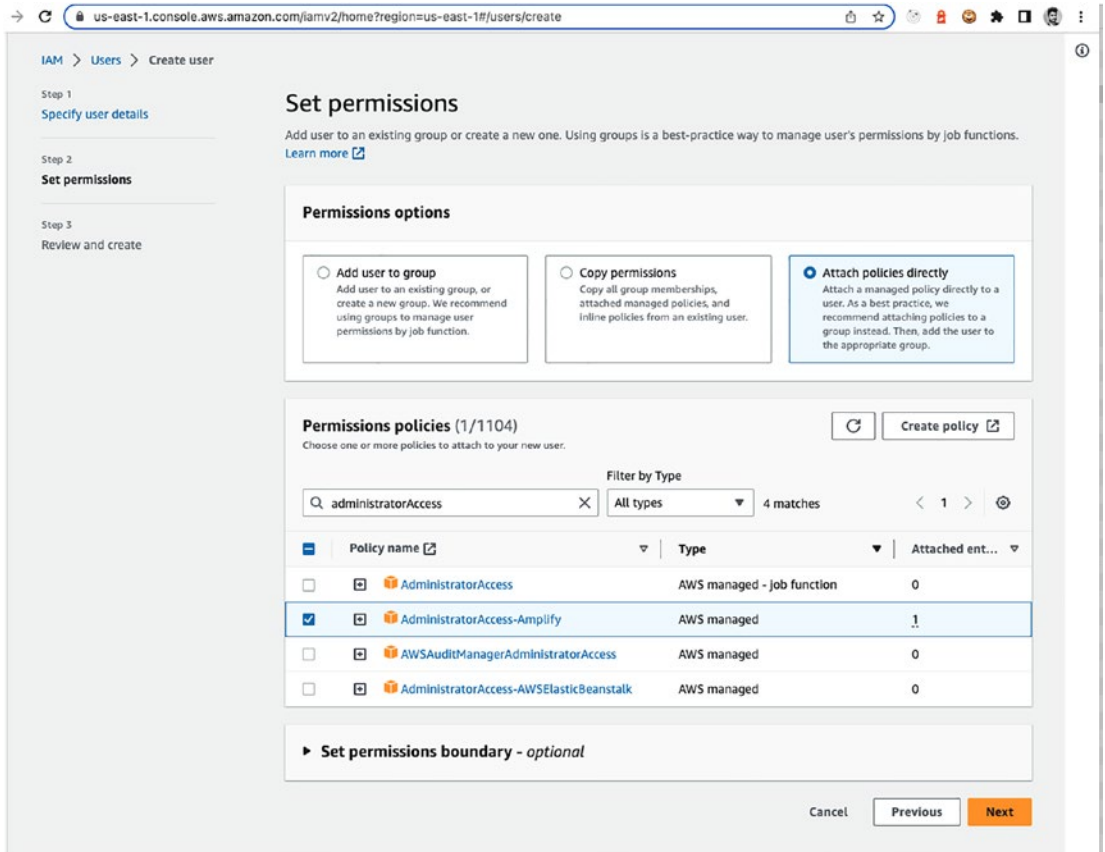 us-east-1.console.aws.amazon.com/iamv2/home?region=us-east-1#/users/create
IAM > Users > Create user
Step 1
Specify user details
Step 2
Set permissions
Step 3
Review and create
Set permissions
Add user to an existing group or create a new one. Using groups is a best-practice way to manage user's permissions by job functions.
Learn more
Permissions options
Add user to group
Add user to an existing group, or
create a new group. We recommend
using groups to manage user
permissions by job function.
Copy permissions
Copy all group memberships,
attached managed policies, and
inline policies from an existing user.
Attach policies directly
Attach a managed policy directly to a
user. As a best practice, we
recommend attaching policies to a
group instead. Then, add the user to
the appropriate group.
Permissions policies (1/1104)
Choose one or more policies to attach to your new user.
Create policy
Filter by Type
administratorAccess
All types
4 matches
< 1 >
Policy name Type Attached ent...
AdministratorAccess AWS managed - job function 0
AdministratorAccess-Amplify AWS managed 1
AWSAuditManagerAdministratorAccess AWS managed 0
AdministratorAccess-AWSElasticBeanstalk AWS managed 0
Set permissions boundary - optional
Cancel Previous Next